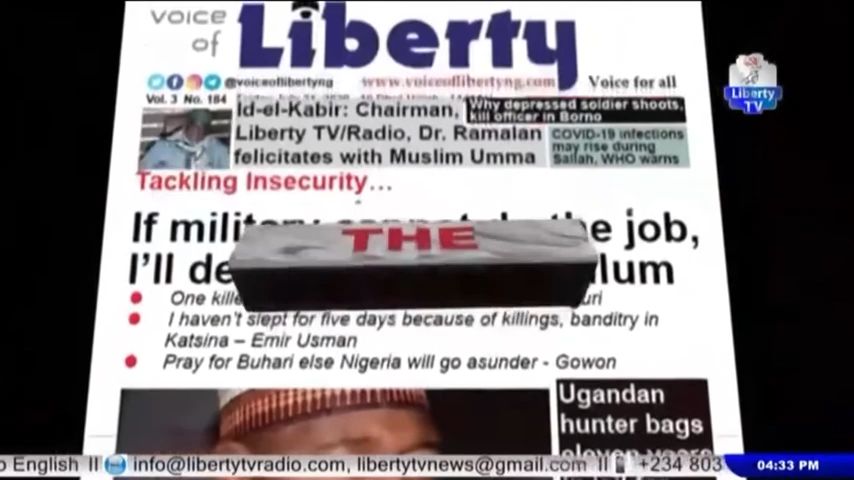 voice
of
Liberty
@voiceoflibertyng
www.voiceoflibertyng.com
Voice for all
Vol. 3 No. 184
Id-el-Kabir: Chairman,
Liberty TV/Radio, Dr. Ramalan
felicitates with Muslim Umma
Why depressed soldier shoots,
kill officer in Borno
COVID-19 infections
may rise during
Sallah, WHO warns
Tackling Insecurity...
If the job,
I'll
THE
One
I haven't slept for five days because of killings, banditry in
Katsina – Emir Usman
Pray for Buhari else Nigeria will go asunder - Gowon
Ugandan
hunter bags
Liberty
TV
English II info@libertytvradio.com, libertytvnews@gmail.com II +234 803
04:33 PM